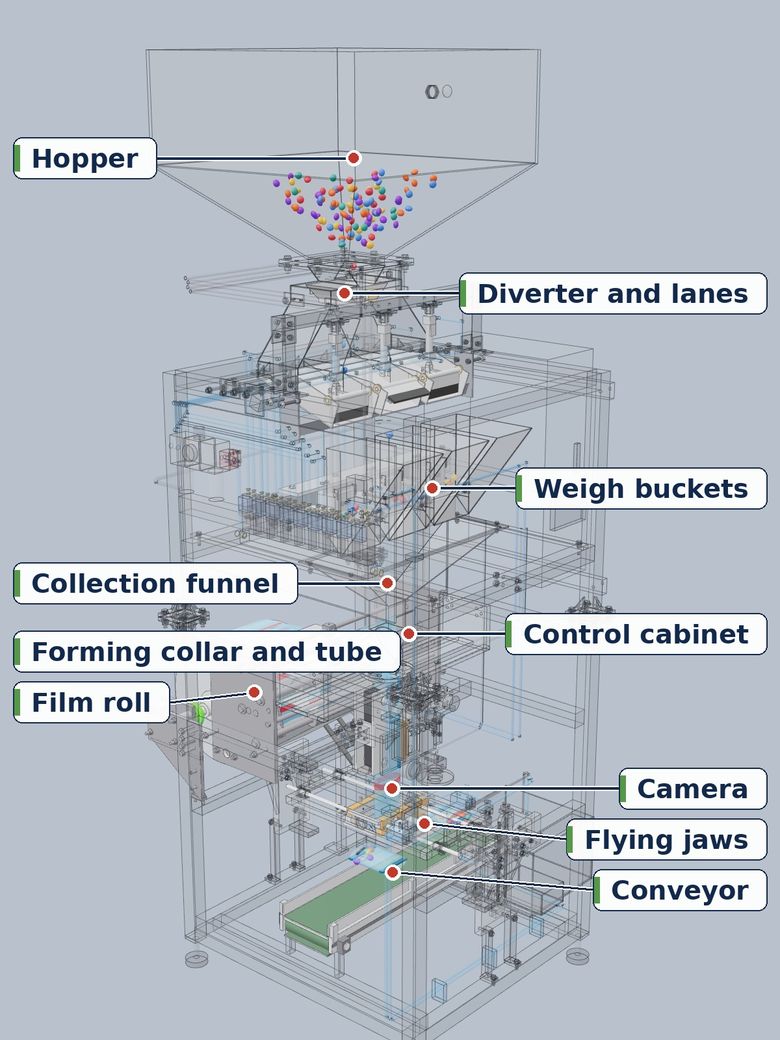 Hopper
Diverter and lanes
Weigh buckets
Collection funnel
Control cabinet
Forming collar and tube
Film roll
Camera
Flying jaws
Conveyor